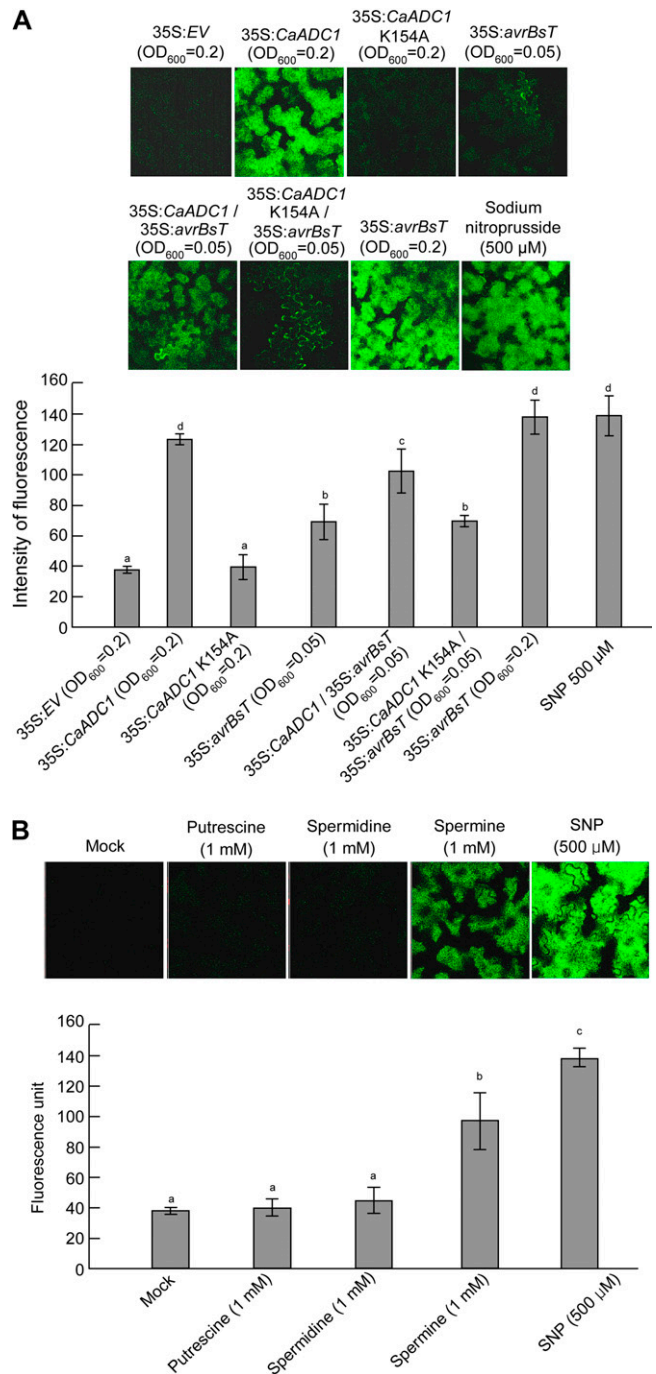 A
35S:EV
(OD600=0.2)
35S:CaADC1
(OD600=0.2)
35S:CaADC1
K154A
(OD600=0.2)
35S:avrBsT
(OD600=0.05)
35S:CaADC1 /
35S:avrBsT
(OD600=0.05)
35S:CaADC1
K154A /
35S:avrBsT
(OD600=0.05)
35S:avrBsT
(OD600=0.2)
Sodium
nitroprusside
(500 µM)
Intensity of fluorescence
160
140
120
100
80
60
40
20
0
a
d
a
b
c
b
d
d
35S:EV (OD600=0.2)
35S:CaADC1 (OD600=0.2)
35S:CaADC1 K154A
(OD600=0.2)
35S:avrBsT (OD600=0.05)
35S:CaADC1 / 35S:avrBsT
(OD600=0.05)
35S:CaADC1 K154A /
35S:avrBsT (OD600=0.05)
35S:avrBsT (OD600=0.2)
SNP 500 µM
B
Mock
Putrescine
(1 mM)
Spermidine
(1 mM)
Spermine
(1 mM)
SNP
(500 µM)
Fluorescence unit
160
140
120
100
80
60
40
20
0
a
a
a
b
c
Mock
Putrescine (1 mM)
Spermidine (1 mM)
Spermine (1 mM)
SNP (500 µM)